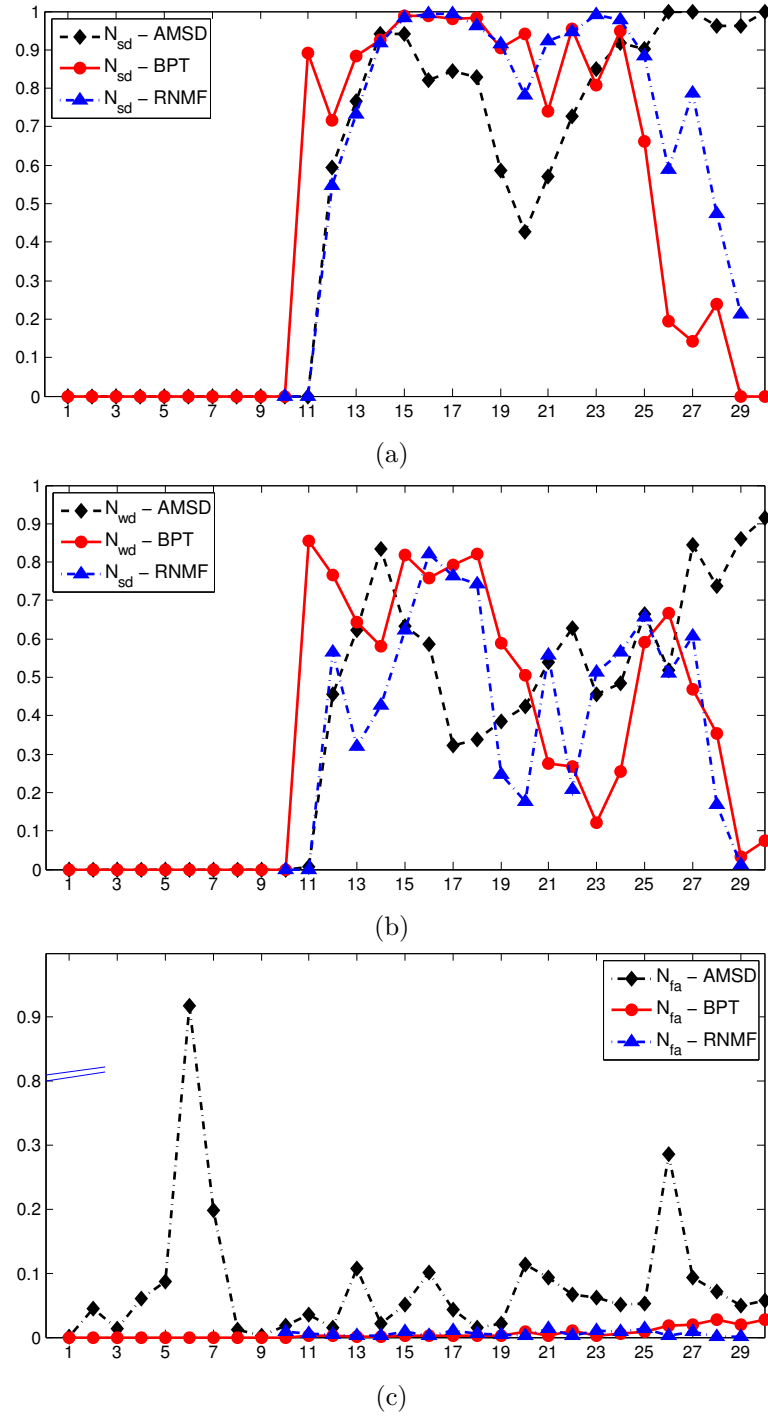 1
0.9
0.8
0.7
0.6
0.5
0.4
0.3
0.2
0.1
0
N_sd – AMSD
N_sd – BPT
N_sd – RNMF
1 3 5 7 9 11 13 15 17 19 21 23 25 27 29
(a)
1
0.9
0.8
0.7
0.6
0.5
0.4
0.3
0.2
0.1
0
N_wd – AMSD
N_wd – BPT
N_sd – RNMF
1 3 5 7 9 11 13 15 17 19 21 23 25 27 29
(b)
0.9
0.8
0.3
0.2
0.1
0
N_fa – AMSD
N_fa – BPT
N_fa – RNMF
1 3 5 7 9 11 13 15 17 19 21 23 25 27 29
(c)